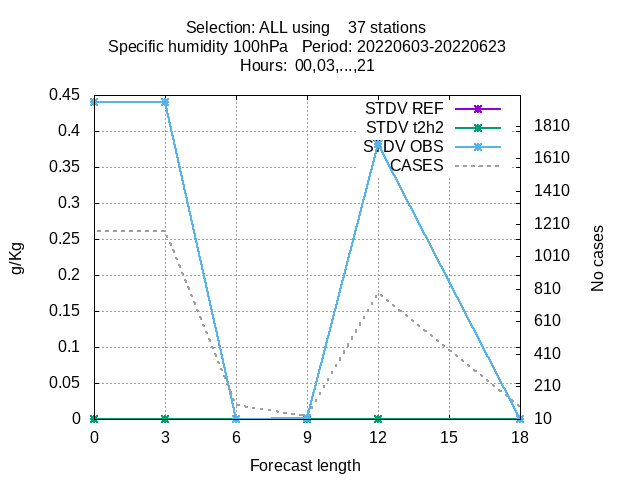 Selection: ALL using 37 stations
Specific humidity 100hPa Period: 20220603-20220623
Hours: 00,03,...,21
STDV REF
STDV t2h2
STDV OBS
CASES
0.45
0.4
0.35
0.3
0.25
0.2
0.15
0.1
0.05
0
g/Kg
1810
1610
1410
1210
1010
810
610
410
210
10
No cases
0 3 6 9 12 15 18
Forecast length